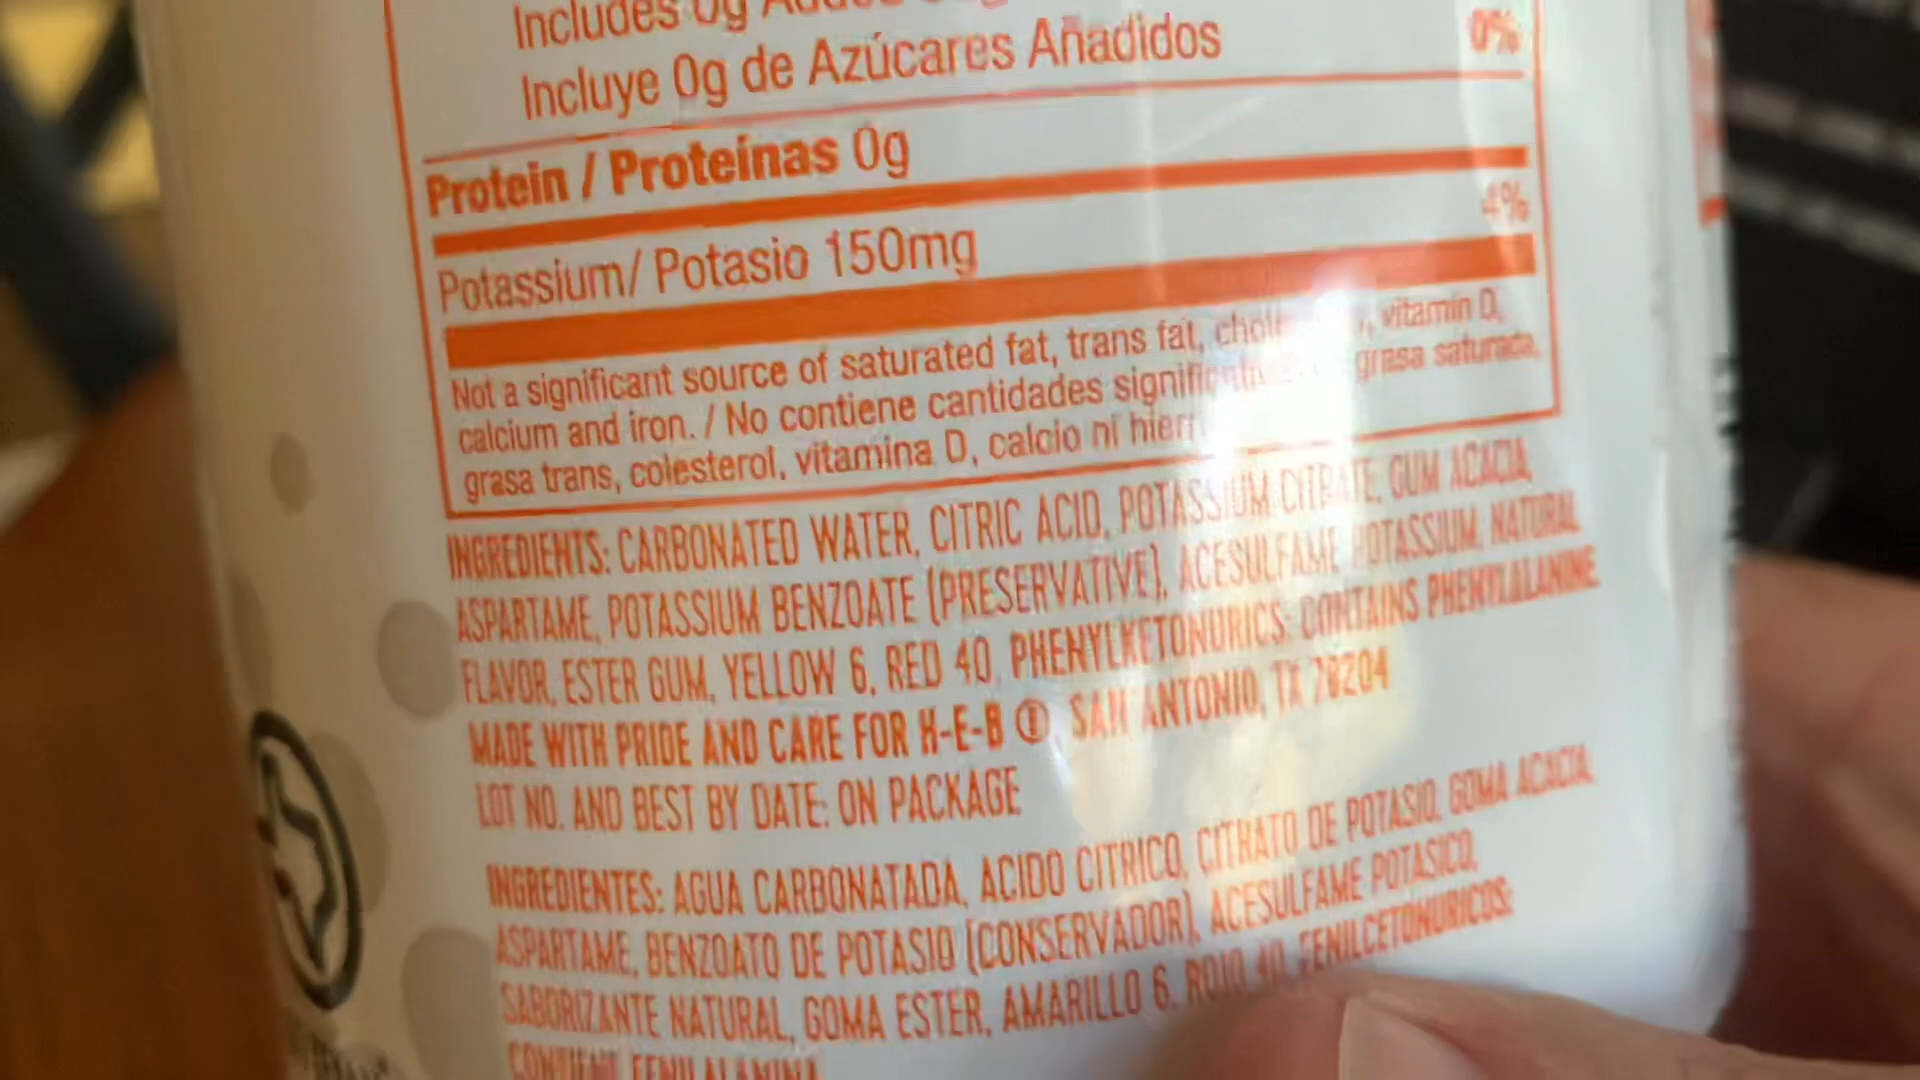 Includes 0g
Incluye 0g de Azúcares Añadidos 0%
Protein / Proteínas 0g
Potassium/ Potasio 150mg 4%
Not a significant source of saturated fat, trans fat, vitamin D,
calcium and iron. / No contiene cantidades grasa saturada,
grasa trans, colesterol, vitamina D, calcio ni
INGREDIENTS: CARBONATED WATER, CITRIC ACID, POTASSIUM CITRATE, GUM ACACIA,
ASPARTAME, POTASSIUM BENZOATE (PRESERVATIVE), ACESULFAME POTASSIUM, NATURAL
FLAVOR, ESTER GUM, YELLOW 6, RED 40, PHENYLKETONURICS: CONTAINS PHENYLALANINE
MADE WITH PRIDE AND CARE FOR H-E-B ® SAN ANTONIO, TX 78204
LOT NO. AND BEST BY DATE: ON PACKAGE
INGREDIENTES: AGUA CARBONATADA, ACIDO CITRICO, CITRATO DE POTASIO, GOMA ACACIA,
ASPARTAME, BENZOATO DE POTASIO (CONSERVADOR), ACESULFAME POTASICO,
SABORIZANTE NATURAL, GOMA ESTER, AMARILLO 6, ROJO 40, FENILCETONURICOS:
CONTIENE FENILALANINA